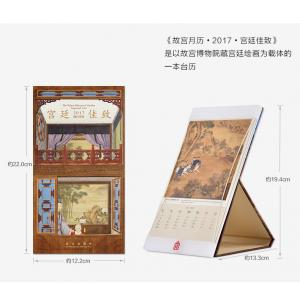 《故宫月历·2017·宫廷佳致》
是以故宫博物院藏宫廷绘画为载体的
一本台历
宫廷 2017 佳致
约22.0cm
约12.2cm
约19.4cm
约13.3cm